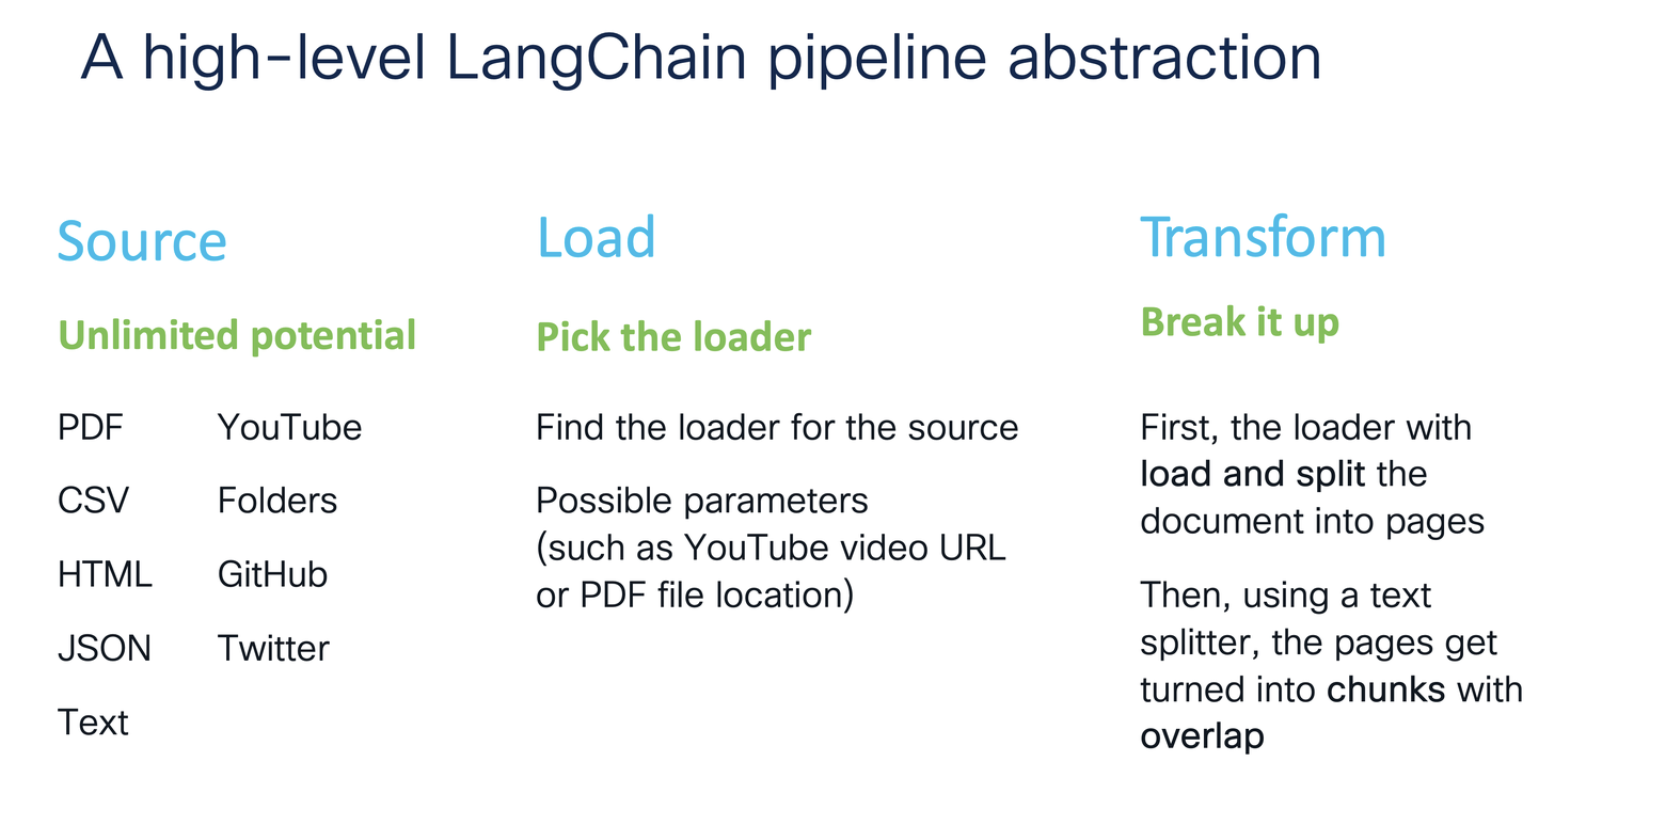 A high-level LangChain pipeline abstraction
Source
Unlimited potential
PDF
CSV
HTML
JSON
Text
YouTube
Folders
GitHub
Twitter
Load
Pick the loader
Find the loader for the source
Possible parameters
(such as YouTube video URL
or PDF file location)
Transform
Break it up
First, the loader with
load and split the
document into pages
Then, using a text
splitter, the pages get
turned into chunks with
overlap